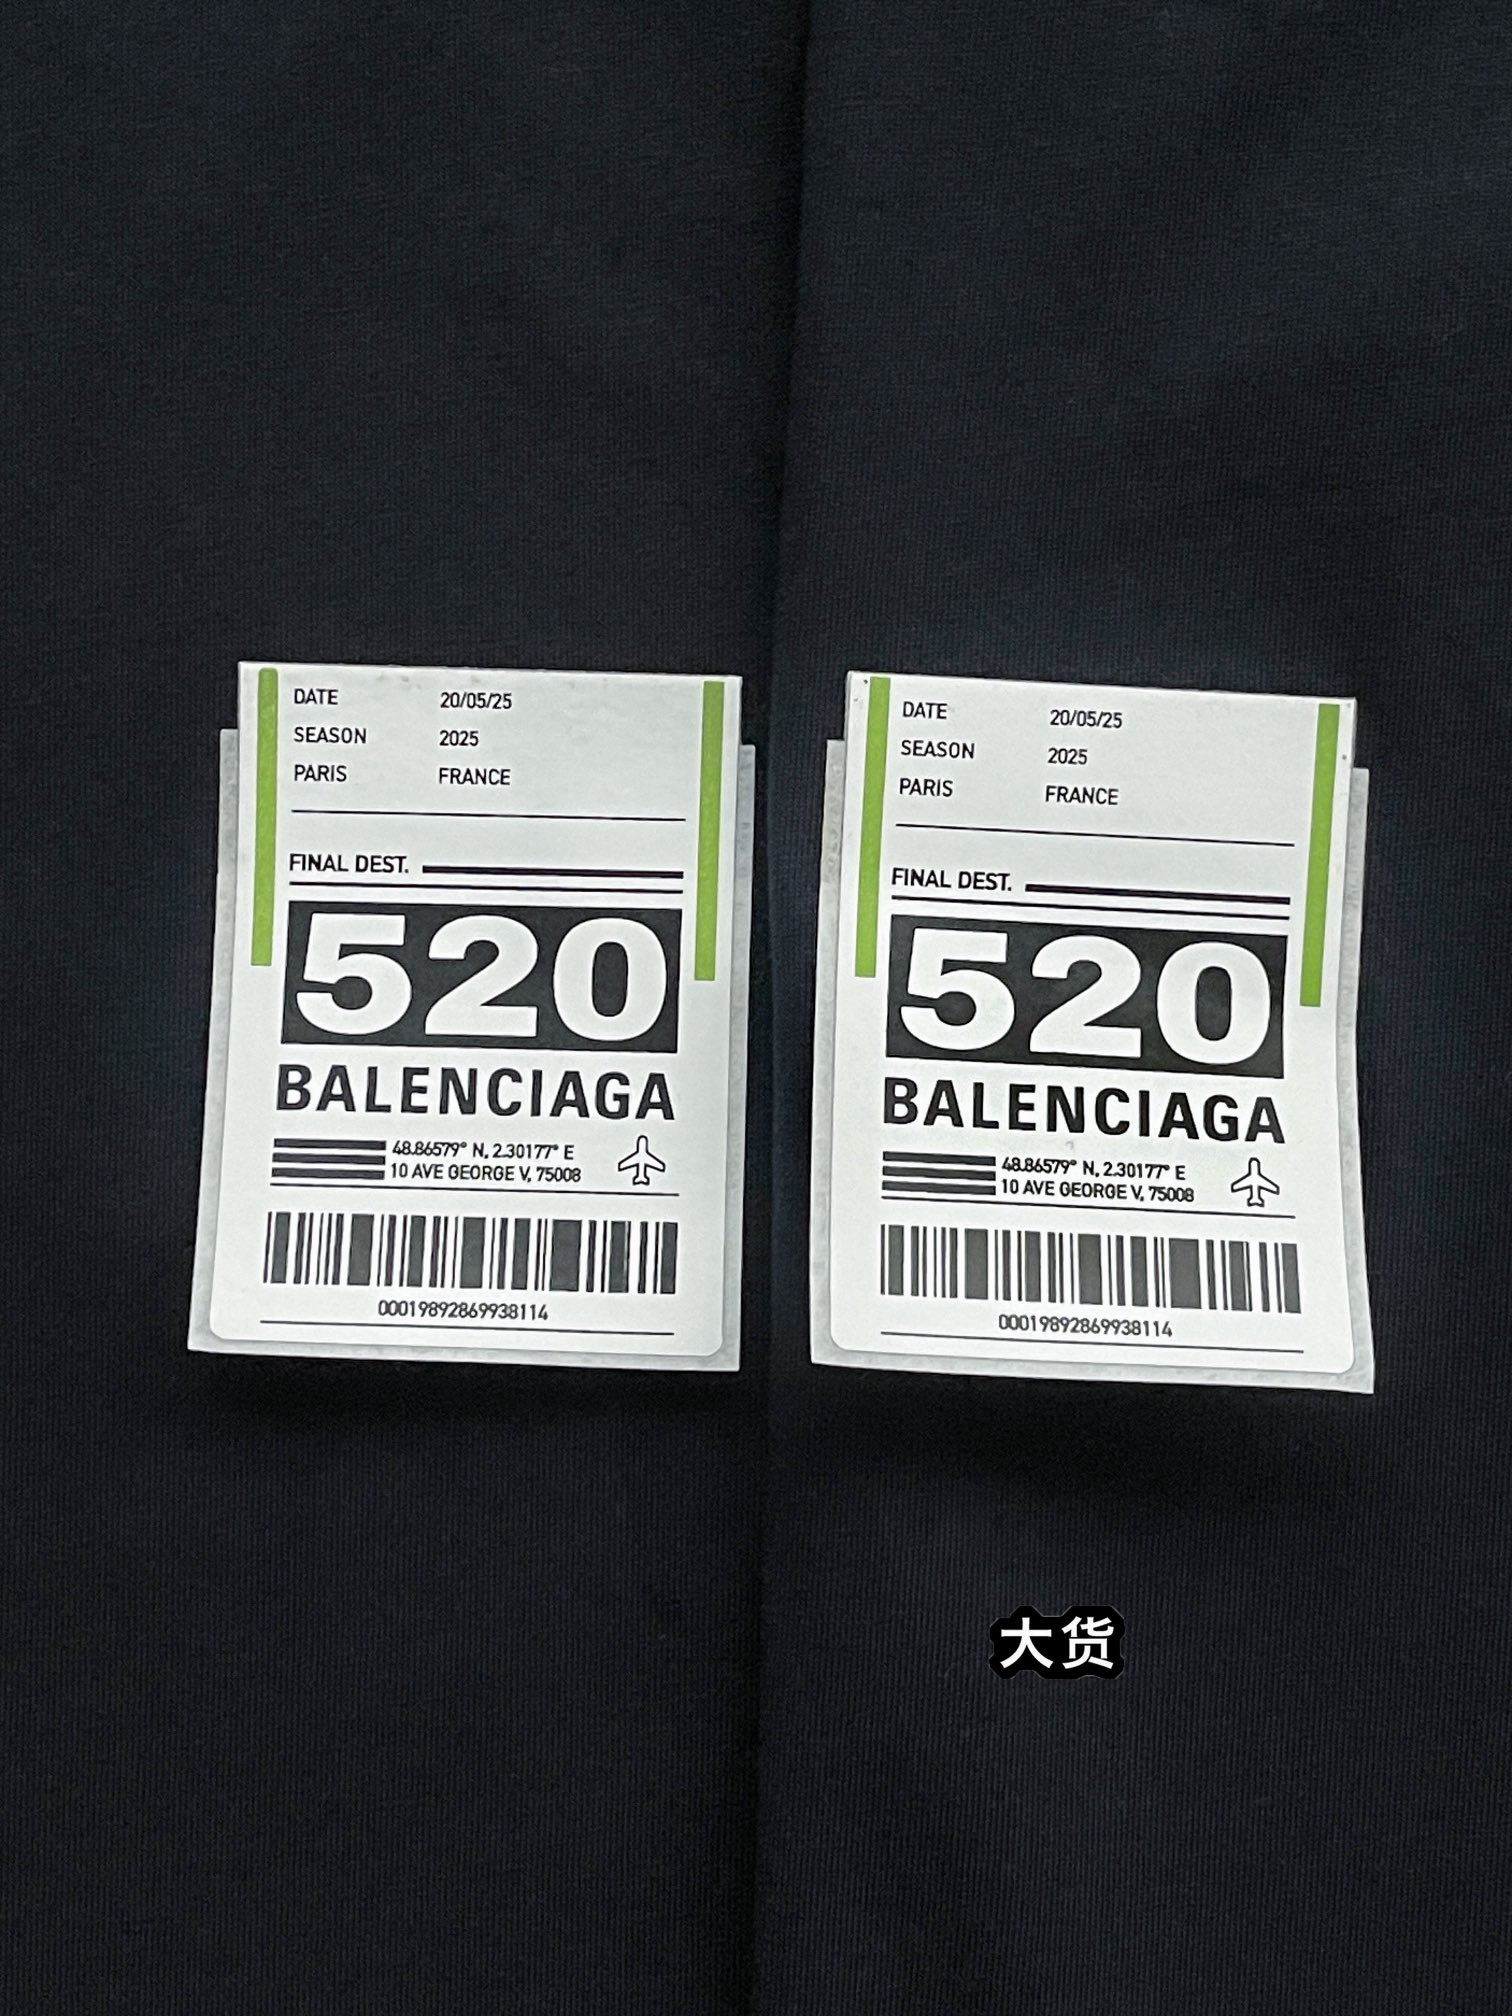 DATE 20/05/25
SEASON 2025
PARIS FRANCE
FINAL DEST.
520
BALENCIAGA
48.86579° N, 2.30177° E
10 AVE GEORGE V, 75008
00019892869938114
DATE 20/05/25
SEASON 2025
PARIS FRANCE
FINAL DEST.
520
BALENCIAGA
48.86579° N, 2.30177° E
10 AVE GEORGE V, 75008
00019892869938114
大货